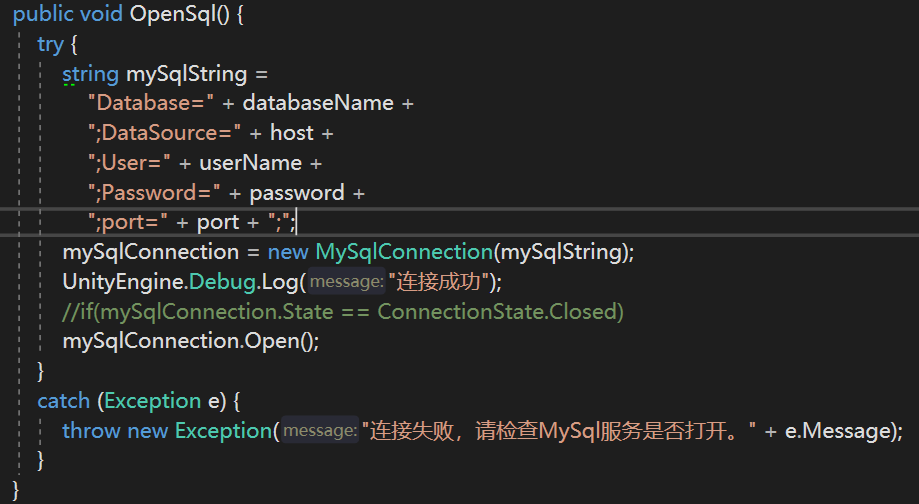 public void OpenSql() {
try {
string mySqlString =
"Database=" + databaseName +
";DataSource=" + host +
";User=" + userName +
";Password=" + password +
";port=" + port + ";";
mySqlConnection = new MySqlConnection(mySqlString);
UnityEngine.Debug.Log(message: "连接成功");
//if(mySqlConnection.State == ConnectionState.Closed)
mySqlConnection.Open();
}
catch (Exception e) {
throw new Exception(message: "连接失败，请检查MySql服务是否打开。" + e.Message);
}
}